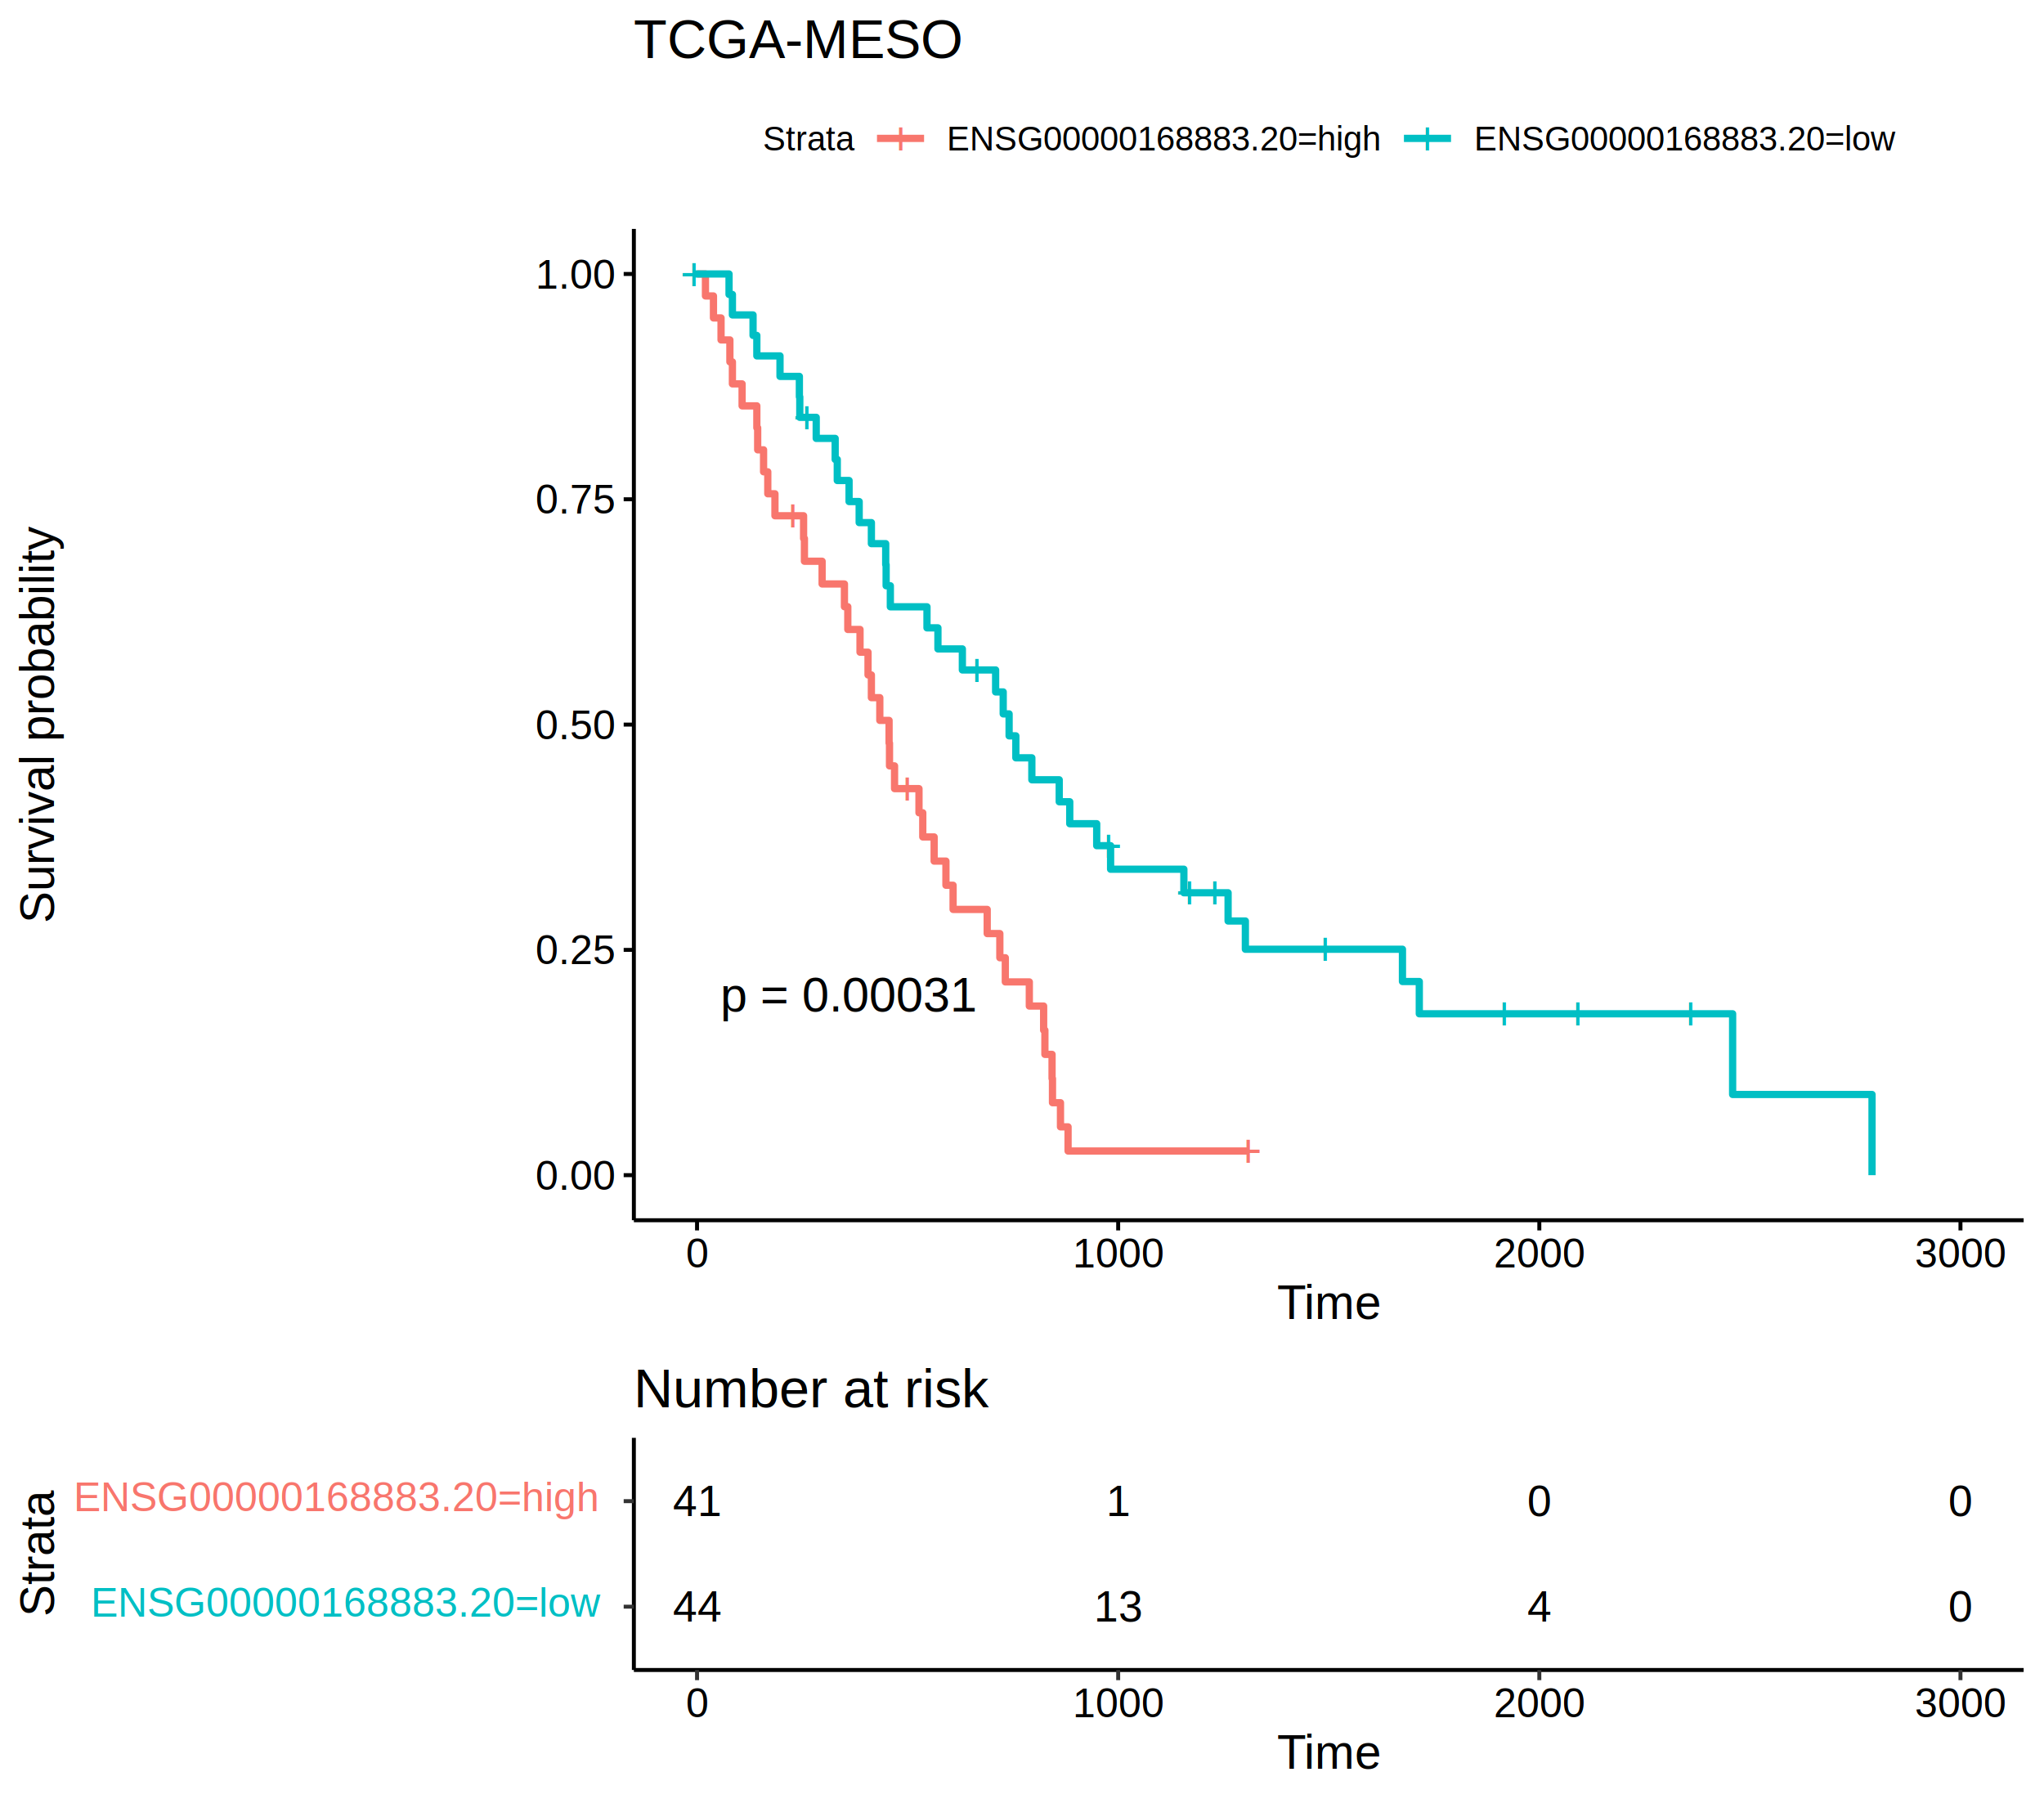 TCGA-MESO
Strata ENSG00000168883.20=high ENSG00000168883.20=low
Survival probability
1.00
0.75
0.50
0.25
0.00
p = 0.00031
0 1000 2000 3000
Time
Number at risk
Strata
ENSG00000168883.20=high 41 1 0 0
ENSG00000168883.20=low 44 13 4 0
0 1000 2000 3000
Time